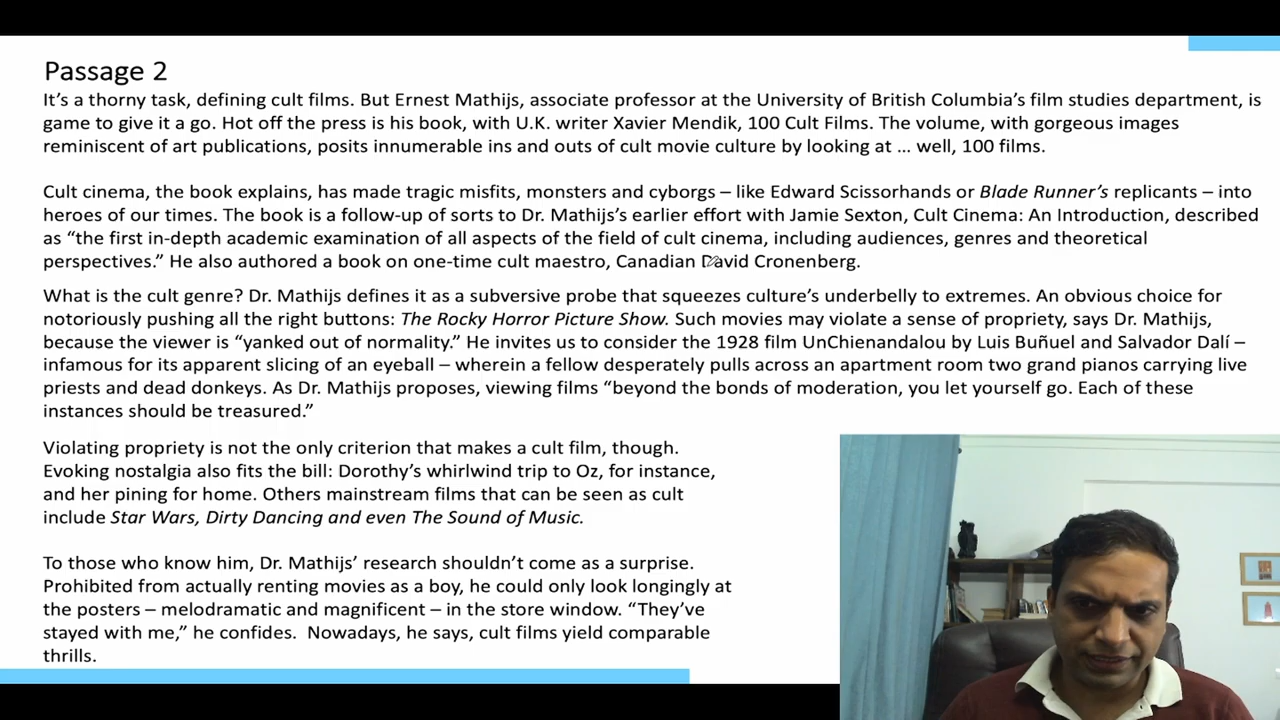 Passage 2
It's a thorny task, defining cult films. But Ernest Mathijs, associate professor at the University of British Columbia's film studies department, is
game to give it a go. Hot off the press is his book, with U.K. writer Xavier Mendik, 100 Cult Films. The volume, with gorgeous images
reminiscent of art publications, posits innumerable ins and outs of cult movie culture by looking at ... well, 100 films.
Cult cinema, the book explains, has made tragic misfits, monsters and cyborgs – like Edward Scissorhands or Blade Runner's replicants – into
heroes of our times. The book is a follow-up of sorts to Dr. Mathijs's earlier effort with Jamie Sexton, Cult Cinema: An Introduction, described
as “the first in-depth academic examination of all aspects of the field of cult cinema, including audiences, genres and theoretical
perspectives.” He also authored a book on one-time cult maestro, Canadian David Cronenberg.
What is the cult genre? Dr. Mathijs defines it as a subversive probe that squeezes culture's underbelly to extremes. An obvious choice for
notoriously pushing all the right buttons: The Rocky Horror Picture Show. Such movies may violate a sense of propriety, says Dr. Mathijs,
because the viewer is “yanked out of normality.” He invites us to consider the 1928 film UnChienandalou by Luis Buñuel and Salvador Dalí –
infamous for its apparent slicing of an eyeball – wherein a fellow desperately pulls across an apartment room two grand pianos carrying live
priests and dead donkeys. As Dr. Mathijs proposes, viewing films “beyond the bonds of moderation, you let yourself go. Each of these
instances should be treasured.”
Violating propriety is not the only criterion that makes a cult film, though.
Evoking nostalgia also fits the bill: Dorothy's whirlwind trip to Oz, for instance,
and her pining for home. Others mainstream films that can be seen as cult
include Star Wars, Dirty Dancing and even The Sound of Music.
To those who know him, Dr. Mathijs' research shouldn't come as a surprise.
Prohibited from actually renting movies as a boy, he could only look longingly at
the posters – melodramatic and magnificent – in the store window. “They've
stayed with me,” he confides. Nowadays, he says, cult films yield comparable
thrills.